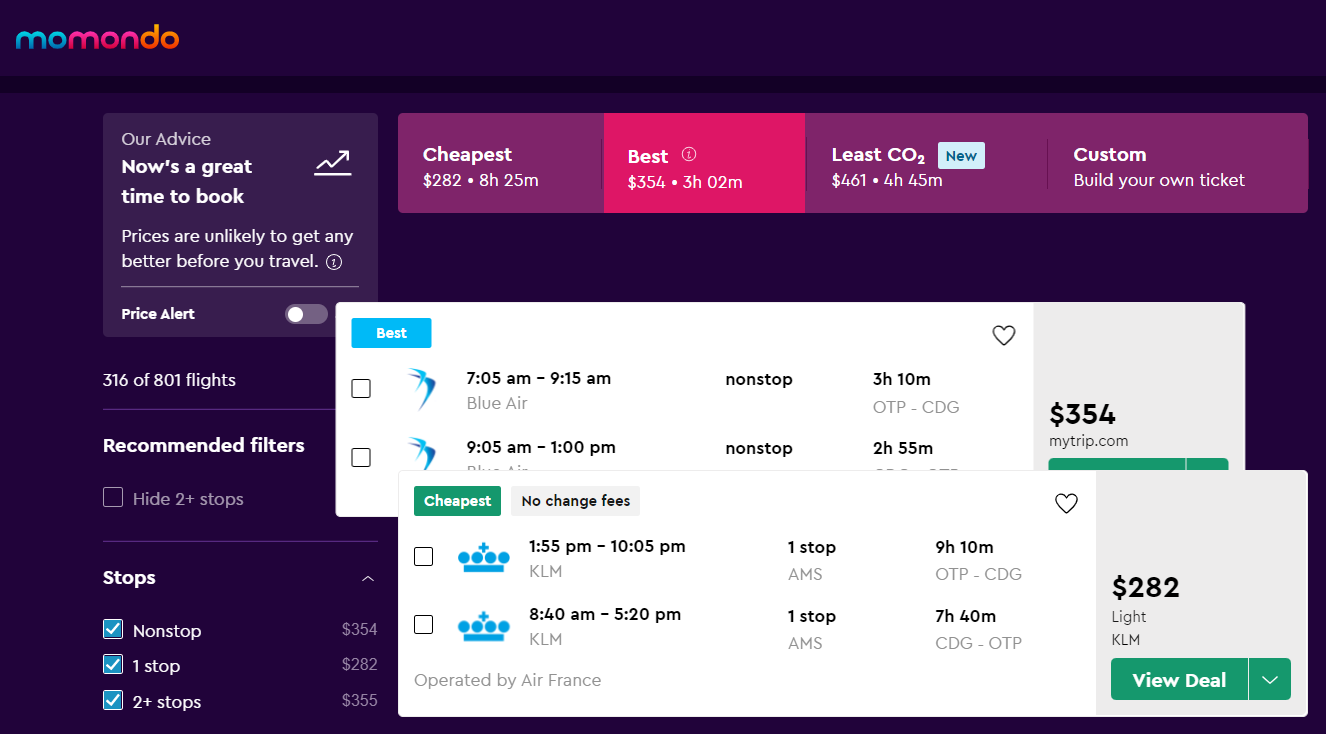 momondo
Our Advice
Now's a great
time to book
Prices are unlikely to get any
better before you travel.
Price Alert
316 of 801 flights
Recommended filters
Hide 2+ stops
Stops
Nonstop $354
1 stop $282
2+ stops $355
Cheapest
$282 • 8h 25m
Best
$354 • 3h 02m
Least CO₂ New
$461 • 4h 45m
Custom
Build your own ticket
Best
7:05 am – 9:15 am nonstop 3h 10m
Blue Air OTP - CDG
9:05 am – 1:00 pm nonstop 2h 55m
$354
mytrip.com
Cheapest No change fees
1:55 pm – 10:05 pm 1 stop 9h 10m
KLM AMS OTP - CDG
8:40 am – 5:20 pm 1 stop 7h 40m
KLM AMS CDG - OTP
Operated by Air France
$282
Light
KLM
View Deal